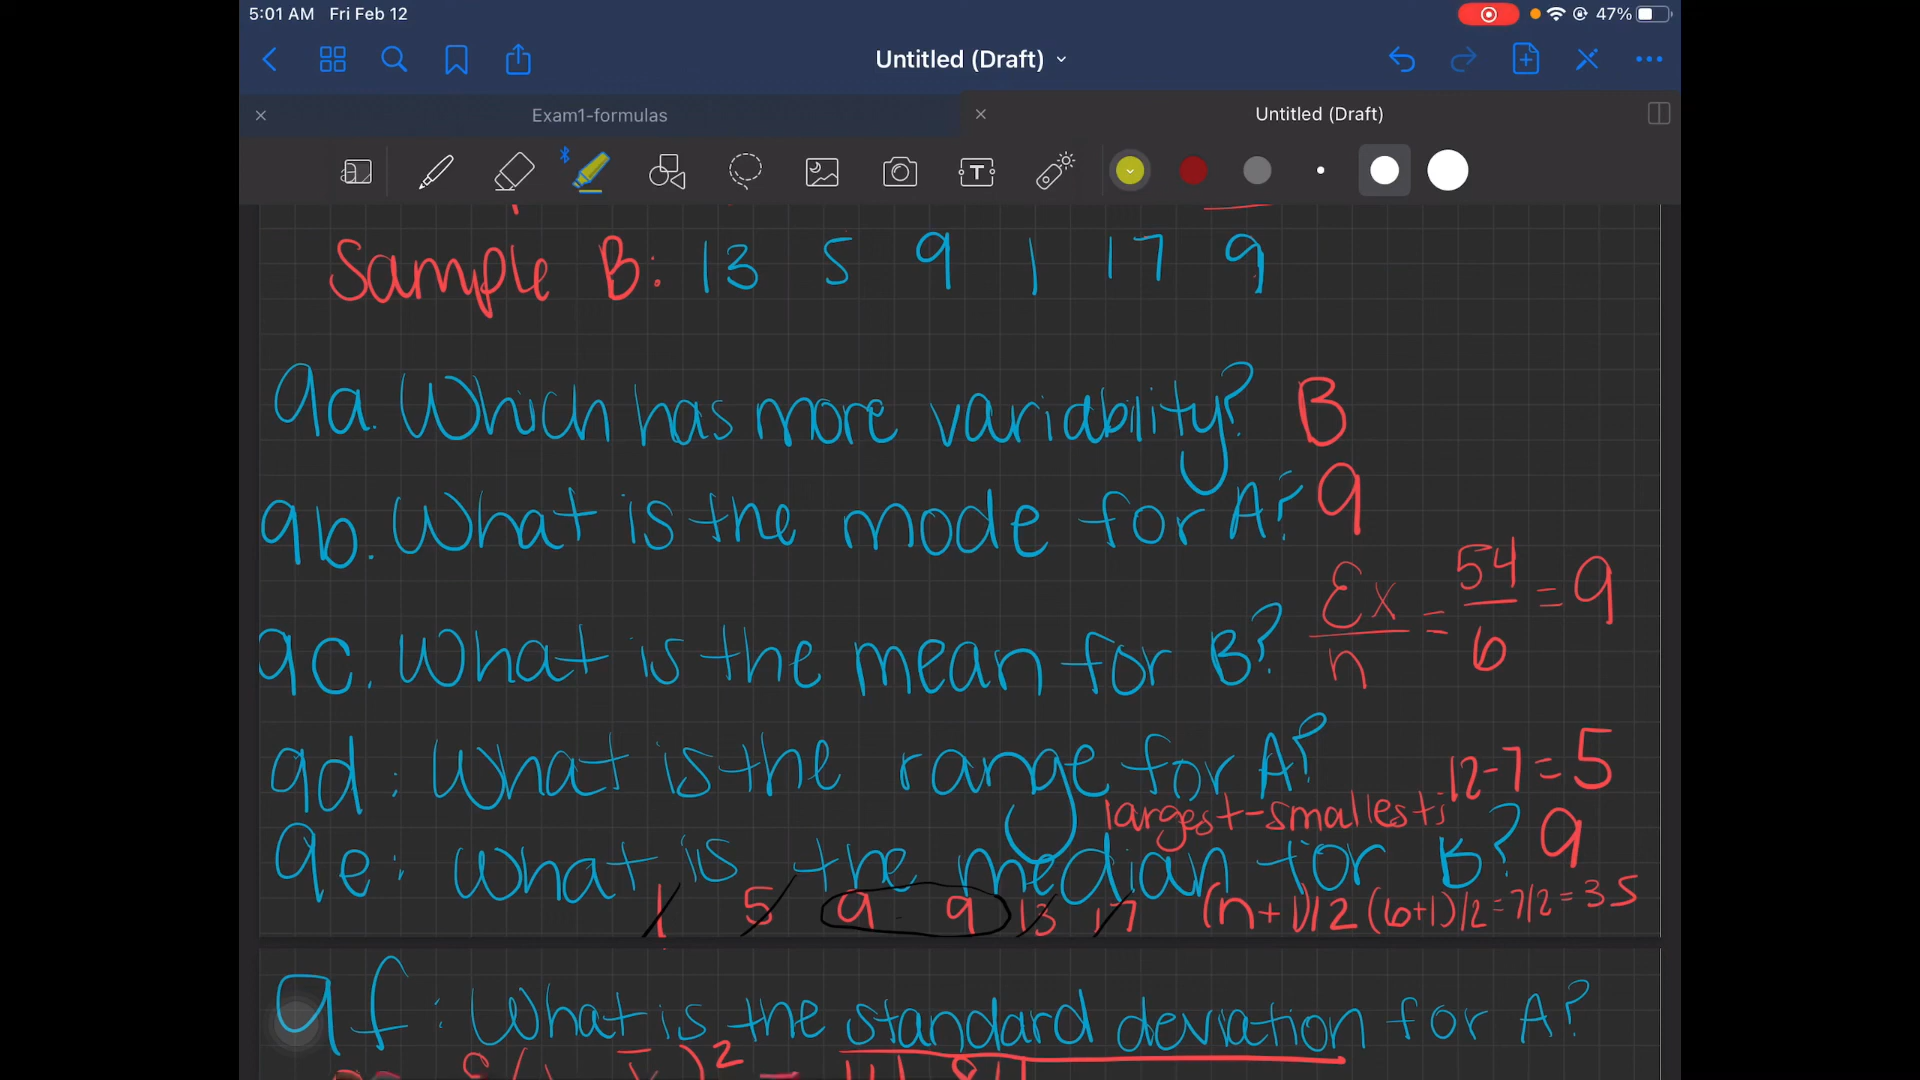 5:01 AM Fri Feb 12
47%
Untitled (Draft)
Exam1-formulas
Untitled (Draft)
T
Sample B: 13 5 9 1 17 9
9a. Which has more variability? B
9b. What is the mode for A? 9
9c. What is the mean for B? Σx/n = 54/6 = 9
9d: What is the range for A? 12-7=5
largest-smallest
9e: What is the median for B? 9
1 5 9 9 13 17 (n+1)/2 (6+1)/2=7/2=3.5
9f: What is the standard deviation for A?